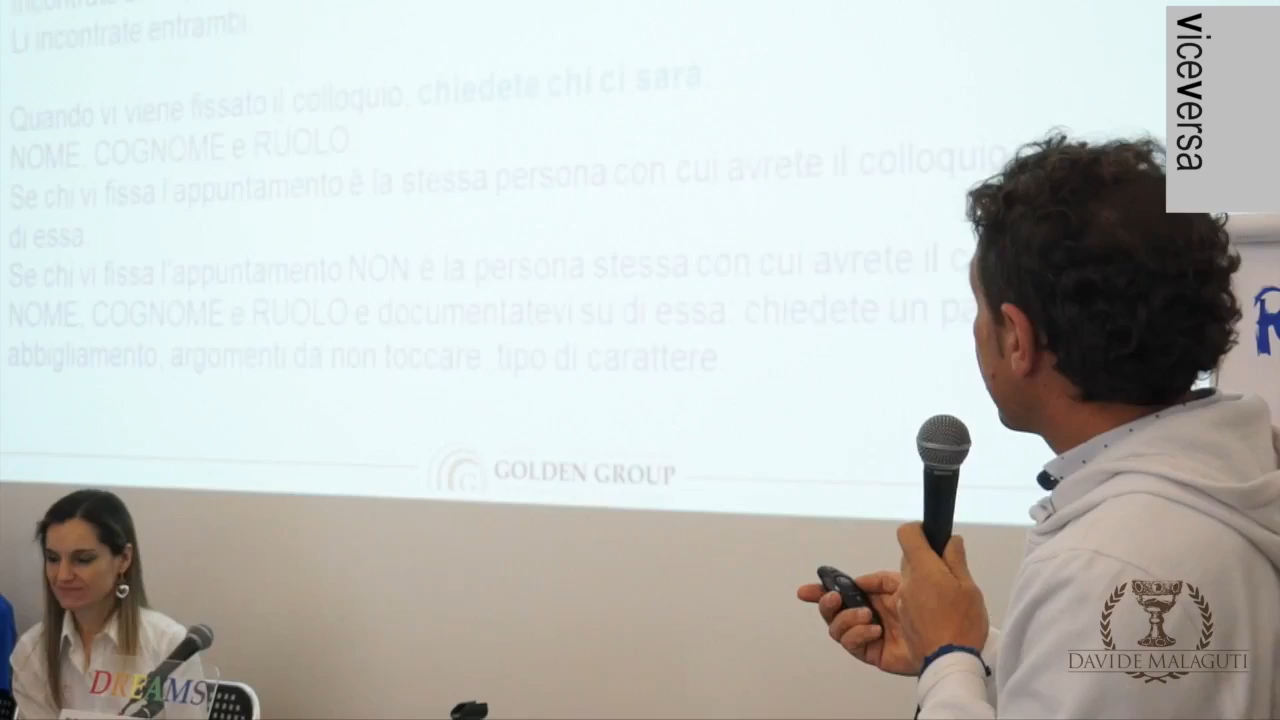 Li incontrate entrambi
Quando vi viene fissato il colloquio, chiedete chi ci sarà,
NOME, COGNOME e RUOLO
Se chi vi fissa l'appuntamento è la stessa persona con cui avrete il colloquio
di essa
Se chi vi fissa l'appuntamento NON è la persona stessa con cui avrete il
NOME, COGNOME e RUOLO e documentatevi su di essa: chiedete un
abbigliamento, argomenti da non toccare, tipo di carattere.
GOLDEN GROUP
viceversa
DREAMS
DAVIDE MALAGUTI